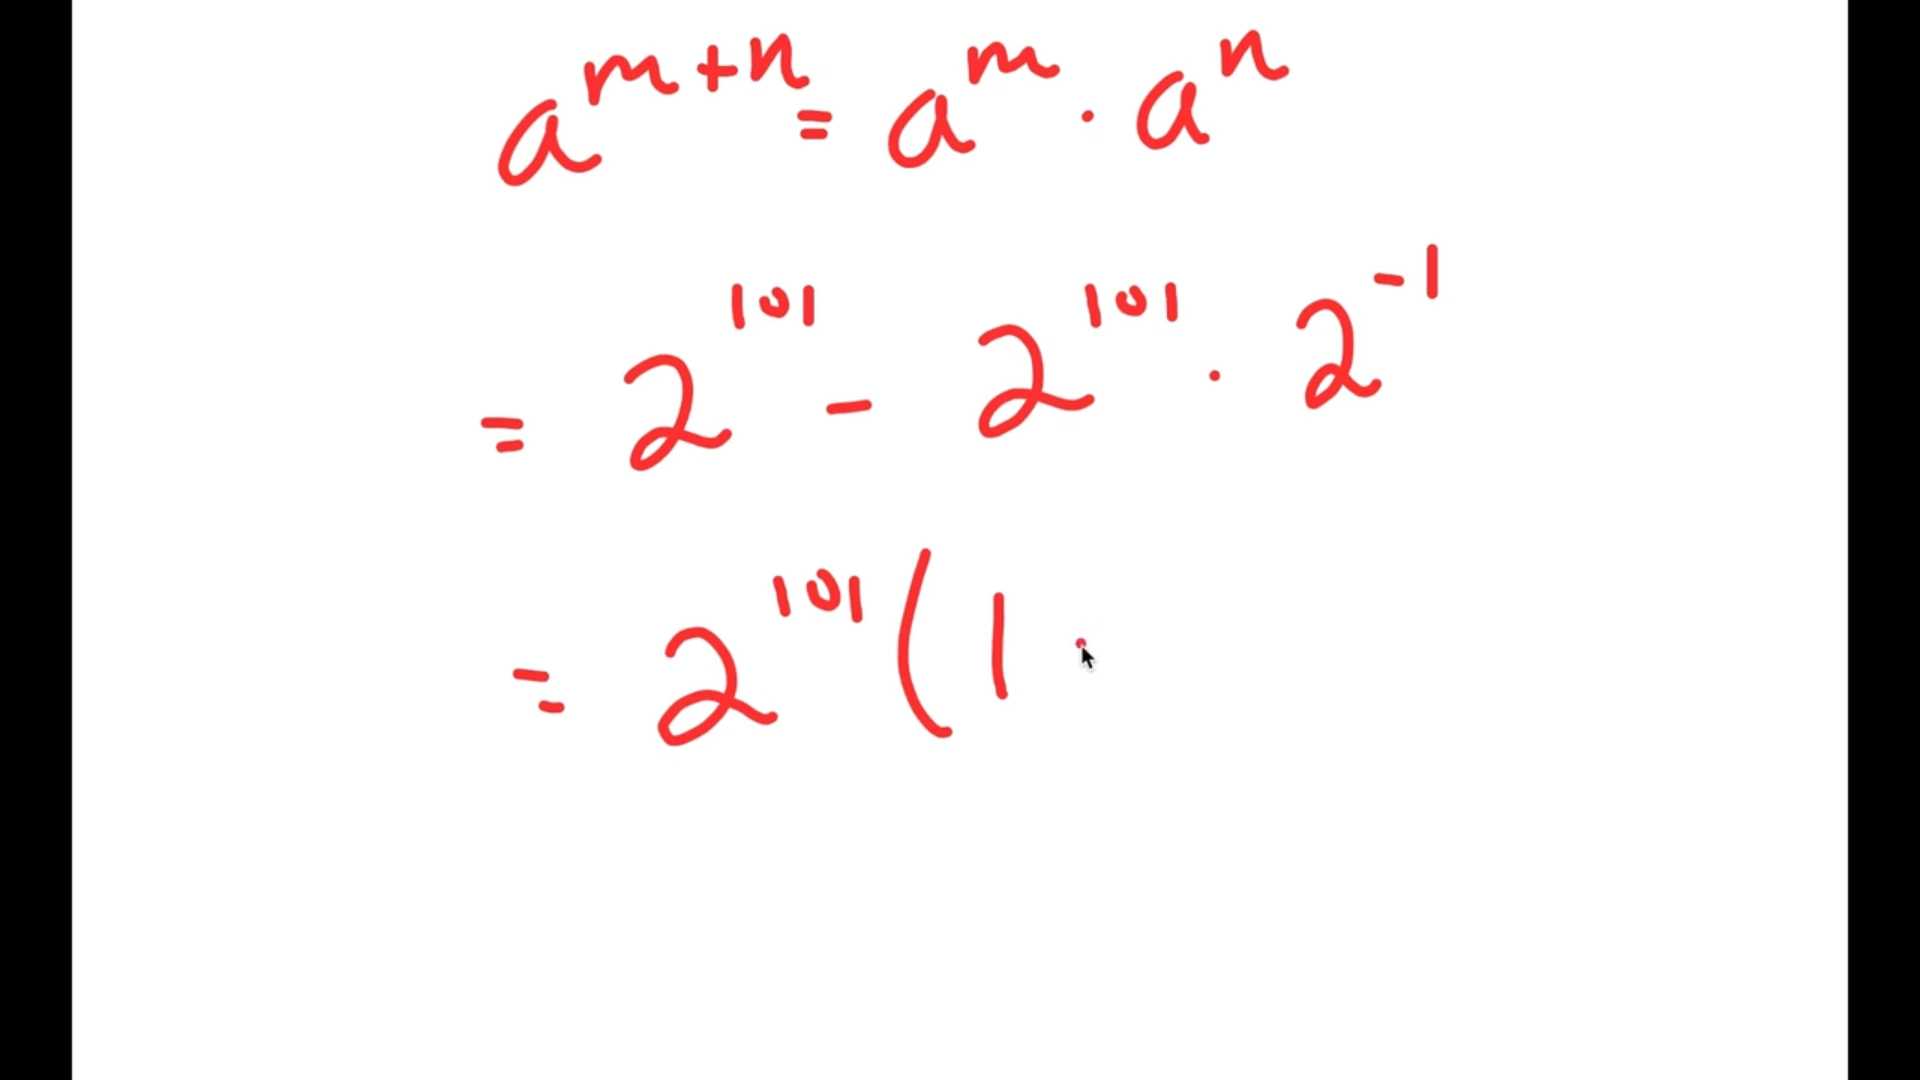 a^{m+n} = a^m · a^n
= 2^{101} - 2^{101} · 2^{-1}
= 2^{101} ( 1